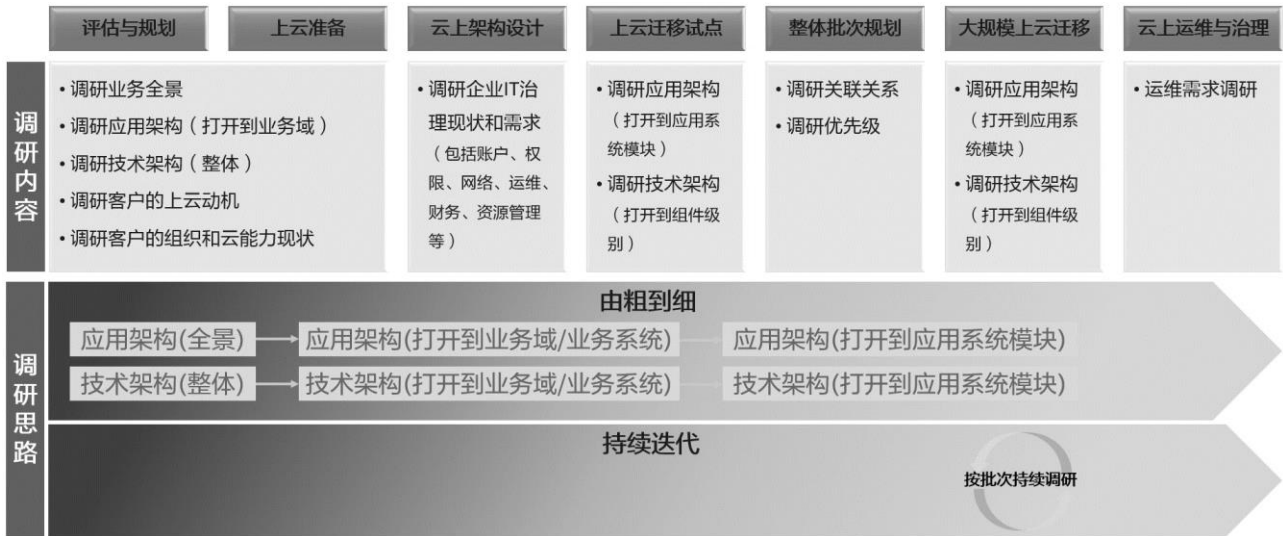 评估与规划
上云准备
云上架构设计
上云迁移试点
整体批次规划
大规模上云迁移
云上运维与治理
调研内容
• 调研业务全景
• 调研应用架构（打开到业务域）
• 调研技术架构（整体）
• 调研客户的上云动机
• 调研客户的组织和云能力现状
• 调研企业IT治
理现状和需求
（包括账户、权
限、网络、运维、
财务、资源管理
等）
• 调研应用架构
（打开到应用系
统模块）
• 调研技术架构
（打开到组件级
别）
• 调研关联关系
• 调研优先级
• 调研应用架构
（打开到应用系
统模块）
• 调研技术架构
（打开到组件级
别）
• 运维需求调研
调研思路
由粗到细
应用架构(全景)
应用架构(打开到业务域/业务系统)
应用架构(打开到应用系统模块)
技术架构(整体)
技术架构(打开到业务域/业务系统)
技术架构(打开到应用系统模块)
持续迭代
按批次持续调研